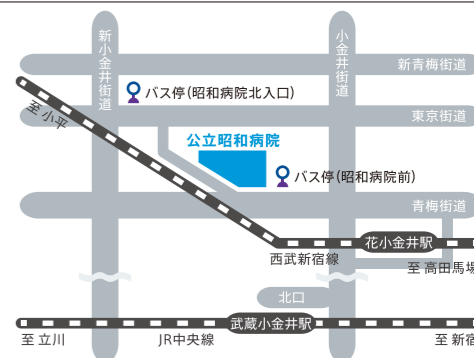 新小金井街道
小金井街道
新青梅街道
バス停(昭和病院北入口)
至 小平
東京街道
公立昭和病院
バス停(昭和病院前)
青梅街道
花小金井駅
西武新宿線
至 高田馬場
北口
武蔵小金井駅
至 立川
JR中央線
至 新宿